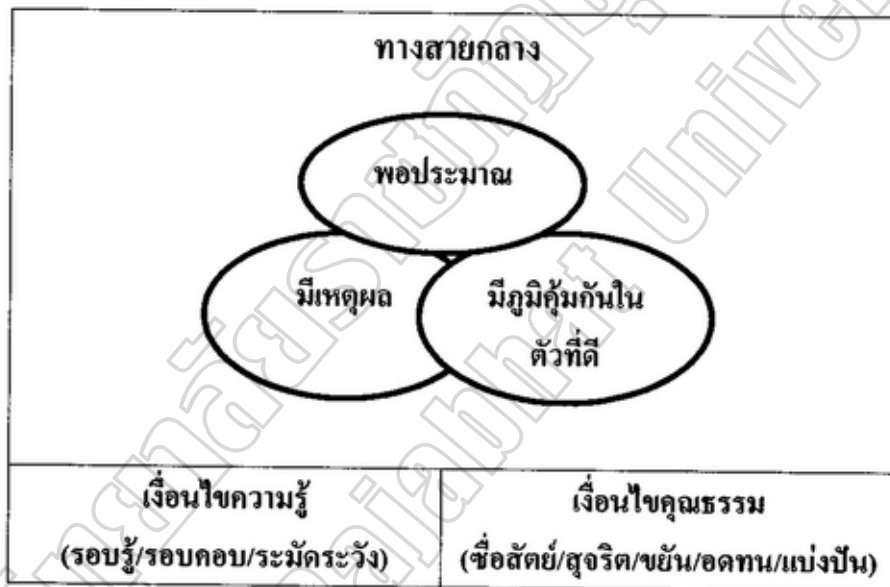 ทางสายกลาง
พอประมาณ
มีเหตุผล
มีภูมิคุ้มกันใน
ตัวที่ดี
เงื่อนไขความรู้
(รอบรู้/รอบคอบ/ระมัดระวัง)
เงื่อนไขคุณธรรม
(ซื่อสัตย์/สุจริต/ขยัน/อดทน/แบ่งปัน)